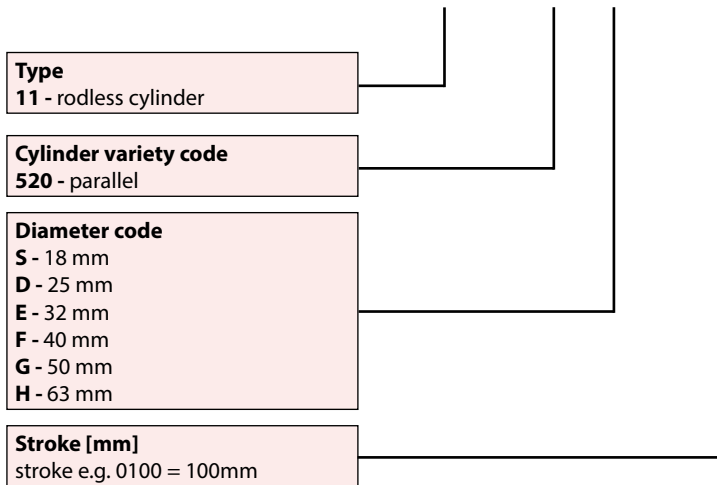 Type
11 - rodless cylinder
Cylinder variety code
520 - parallel
Diameter code
S - 18 mm
D - 25 mm
E - 32 mm
F - 40 mm
G - 50 mm
H - 63 mm
Stroke [mm]
stroke e.g. 0100 = 100mm